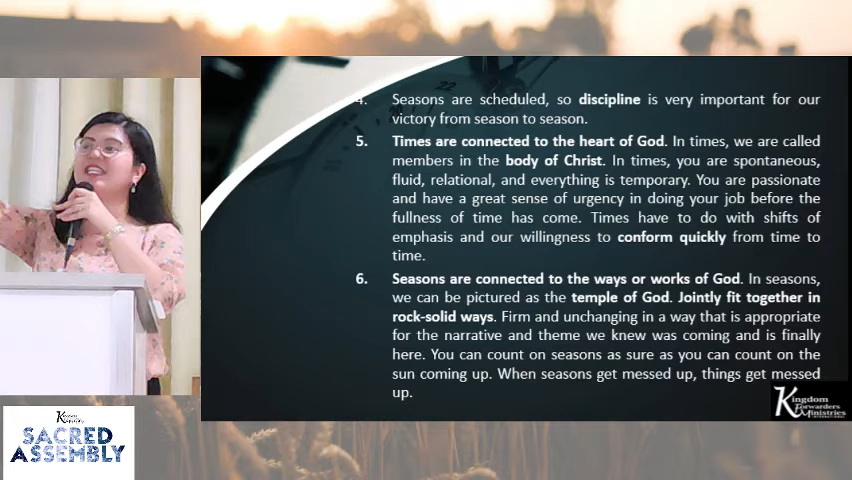 4. Seasons are scheduled, so discipline is very important for our
victory from season to season.
5. Times are connected to the heart of God. In times, we are called
members in the body of Christ. In times, you are spontaneous,
fluid, relational, and everything is temporary. You are passionate
and have a great sense of urgency in doing your job before the
fullness of time has come. Times have to do with shifts of
emphasis and our willingness to conform quickly from time to
time.
6. Seasons are connected to the ways or works of God. In seasons,
we can be pictured as the temple of God. Jointly fit together in
rock-solid ways. Firm and unchanging in a way that is appropriate
for the narrative and theme we knew was coming and is finally
here. You can count on seasons as sure as you can count on the
sun coming up. When seasons get messed up, things get messed
up.
22
Kingdom
Forwarders
Ministries
INTERNATIONAL
SACRED
ASSEMBLY